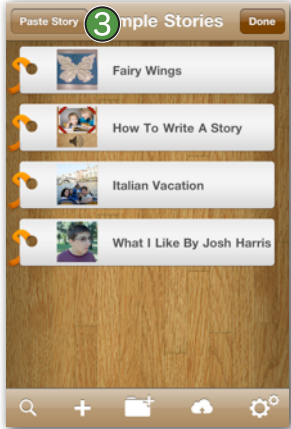 Paste Story 3 mple Stories Done
Fairy Wings
How To Write A Story
Italian Vacation
What I Like By Josh Harris